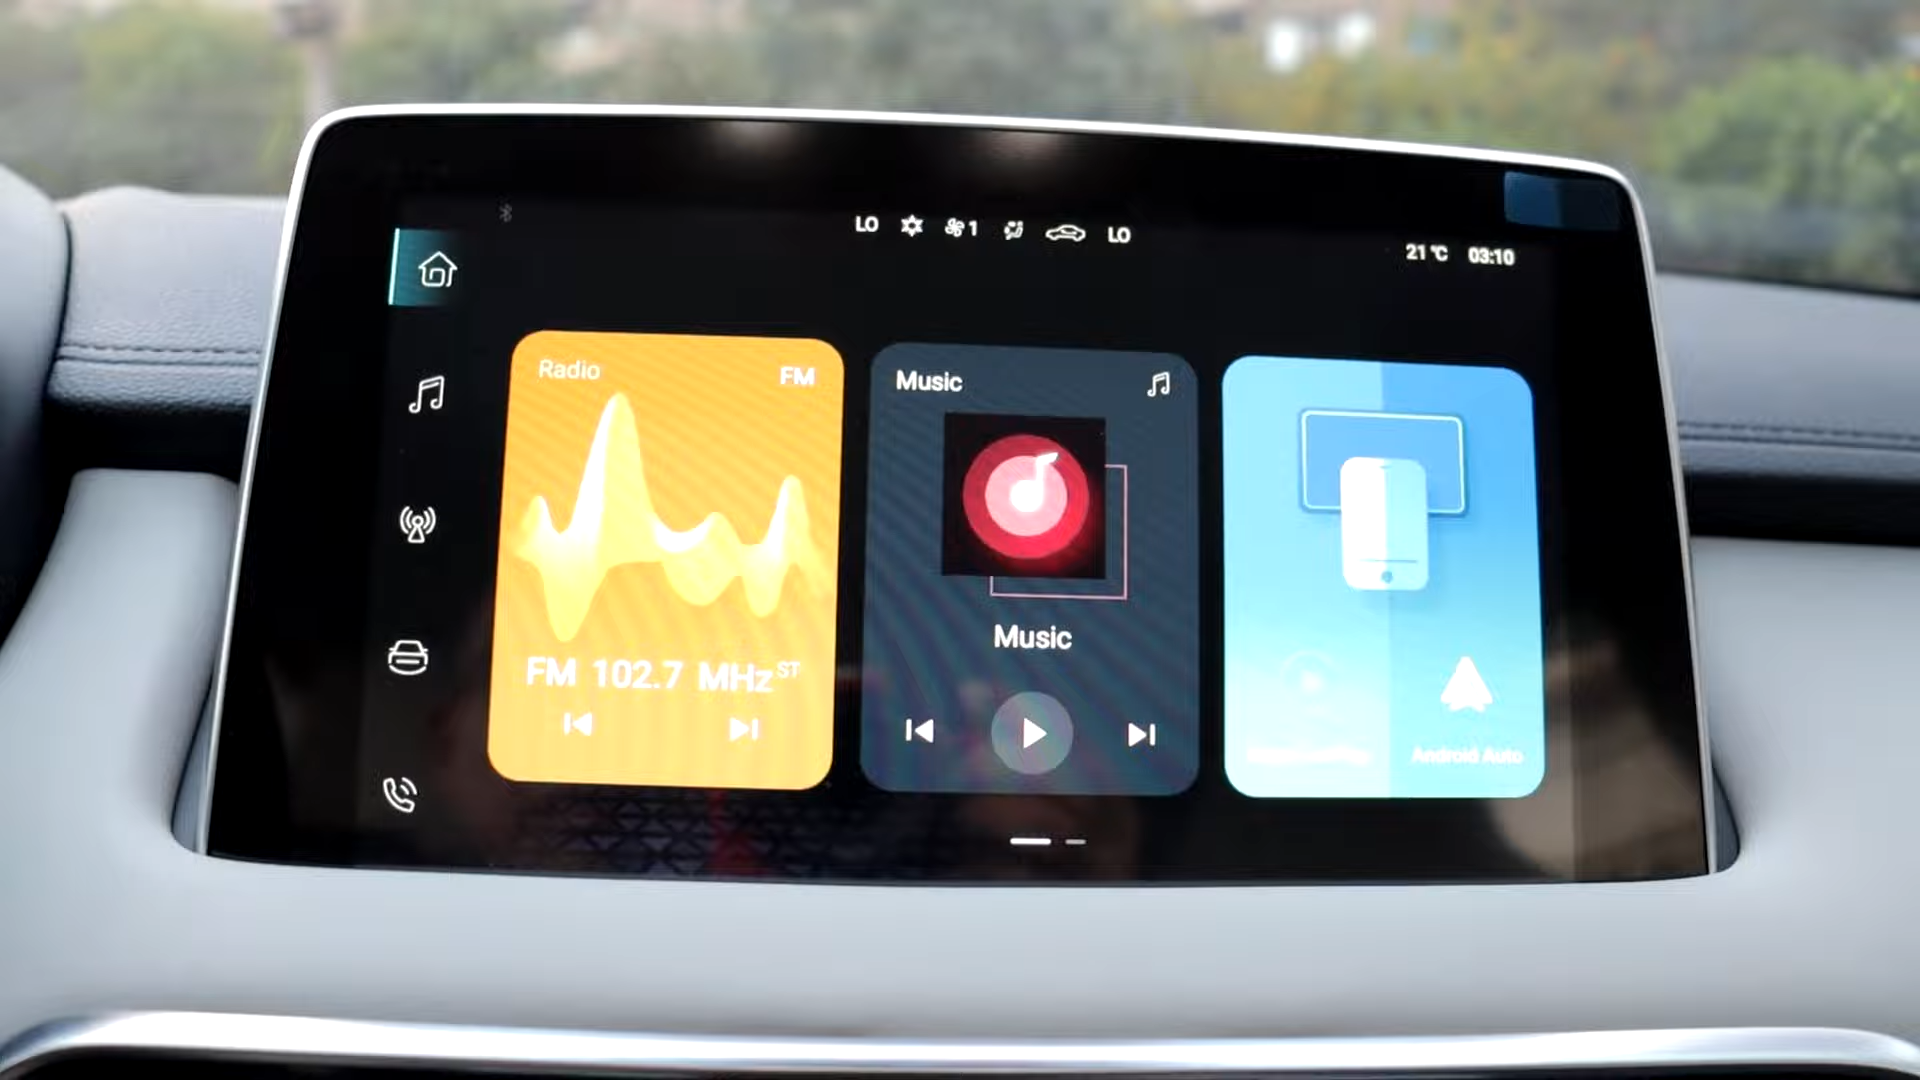 LO 1 LO
21 ℃ 03:10
Radio FM
FM 102.7 MHz ST
Music
Music
Android Auto